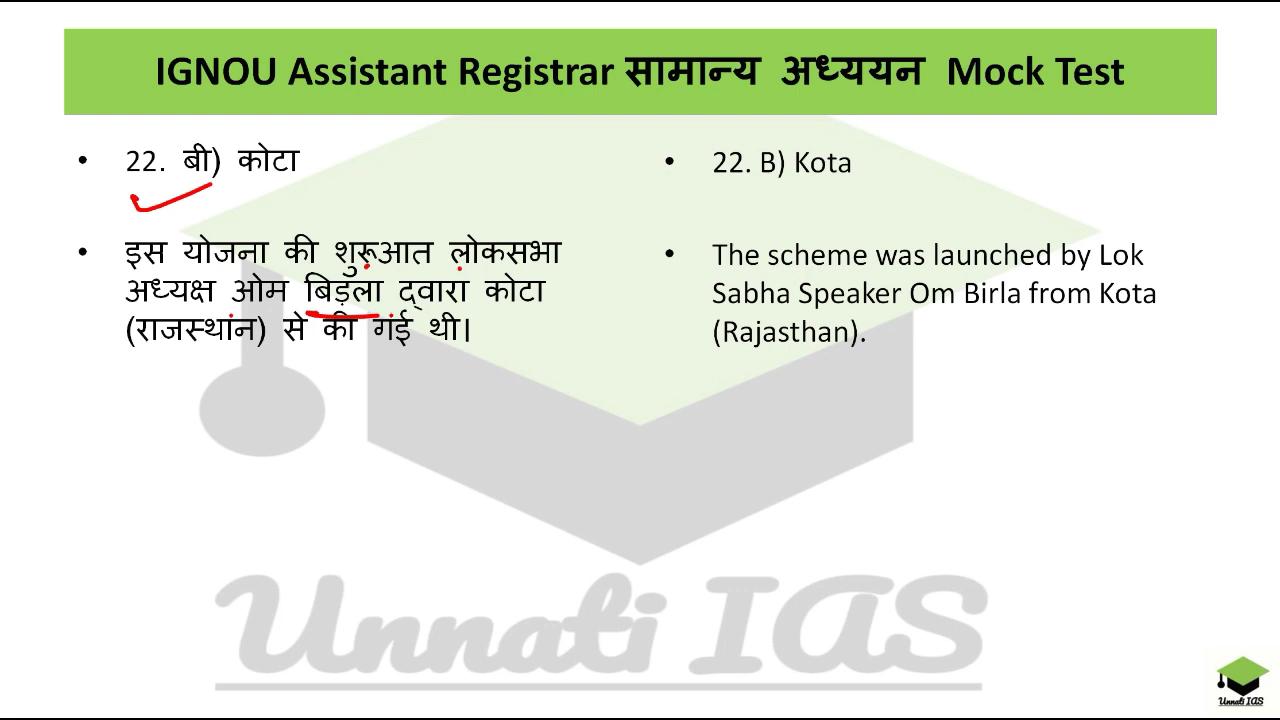 IGNOU Assistant Registrar सामान्य अध्ययन Mock Test
22. बी) कोटा
इस योजना की शुरूआत लोकसभा
अध्यक्ष ओम बिड़ला द्वारा कोटा
(राजस्थान) से की गई थी।
22. B) Kota
The scheme was launched by Lok
Sabha Speaker Om Birla from Kota
(Rajasthan).
Unnati IAS
Unnati IAS